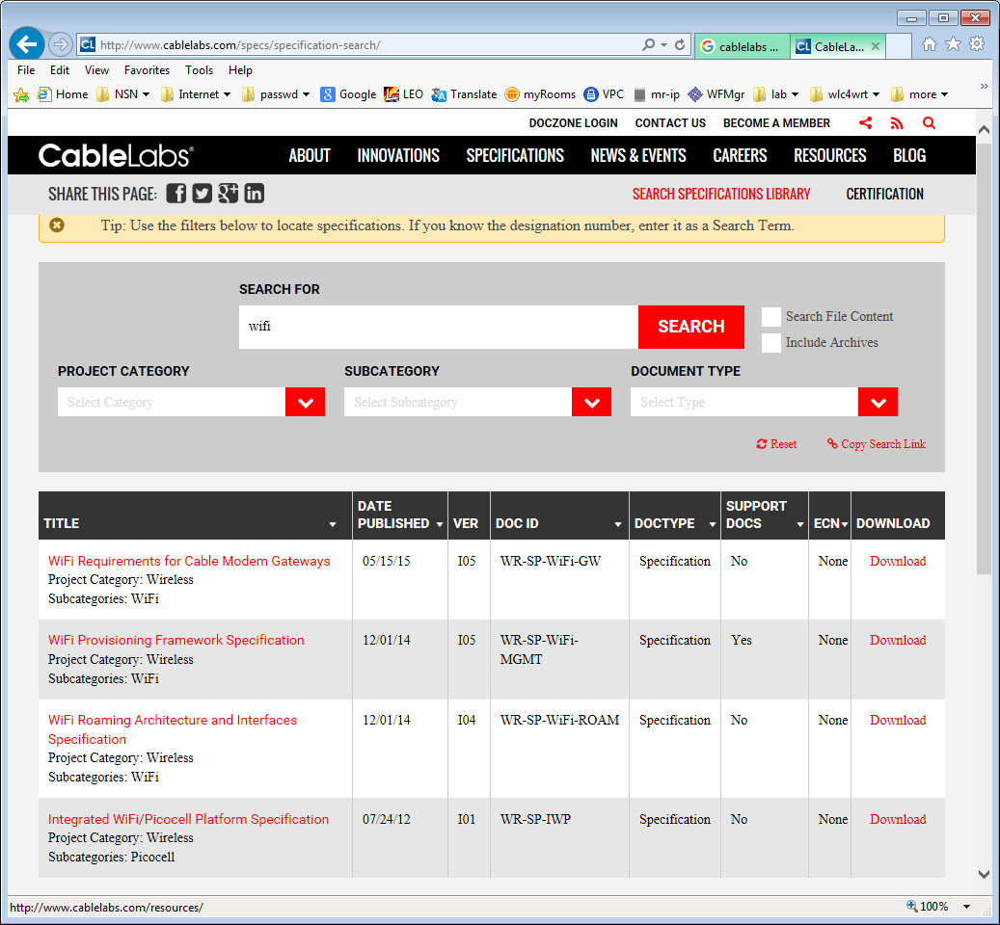 http://www.cablelabs.com/specs/specification-search/
cablelabs ...
CL CableLa...
File Edit View Favorites Tools Help
Home NSN Internet passwd Google LEO Translate myRooms VPC mr-ip WFMgr lab wlc4wrt more
DOCZONE LOGIN CONTACT US BECOME A MEMBER
CableLabs® ABOUT INNOVATIONS SPECIFICATIONS NEWS & EVENTS CAREERS RESOURCES BLOG
SHARE THIS PAGE: SEARCH SPECIFICATIONS LIBRARY CERTIFICATION
Tip: Use the filters below to locate specifications. If you know the designation number, enter it as a Search Term.
SEARCH FOR
wifi SEARCH
Search File Content
Include Archives
PROJECT CATEGORY SUBCATEGORY DOCUMENT TYPE
Select Category Select Subcategory Select Type
Reset Copy Search Link
TITLE DATE PUBLISHED VER DOC ID DOCTYPE SUPPORT DOCS ECN DOWNLOAD
WiFi Requirements for Cable Modem Gateways 05/15/15 I05 WR-SP-WiFi-GW Specification No None Download
Project Category: Wireless
Subcategories: WiFi
WiFi Provisioning Framework Specification 12/01/14 I05 WR-SP-WiFi-MGMT Specification Yes None Download
Project Category: Wireless
Subcategories: WiFi
WiFi Roaming Architecture and Interfaces 12/01/14 I04 WR-SP-WiFi-ROAM Specification No None Download
Specification
Project Category: Wireless
Subcategories: WiFi
Integrated WiFi/Picocell Platform Specification 07/24/12 I01 WR-SP-IWP Specification No None Download
Project Category: Wireless
Subcategories: Picocell
http://www.cablelabs.com/resources/ 100%